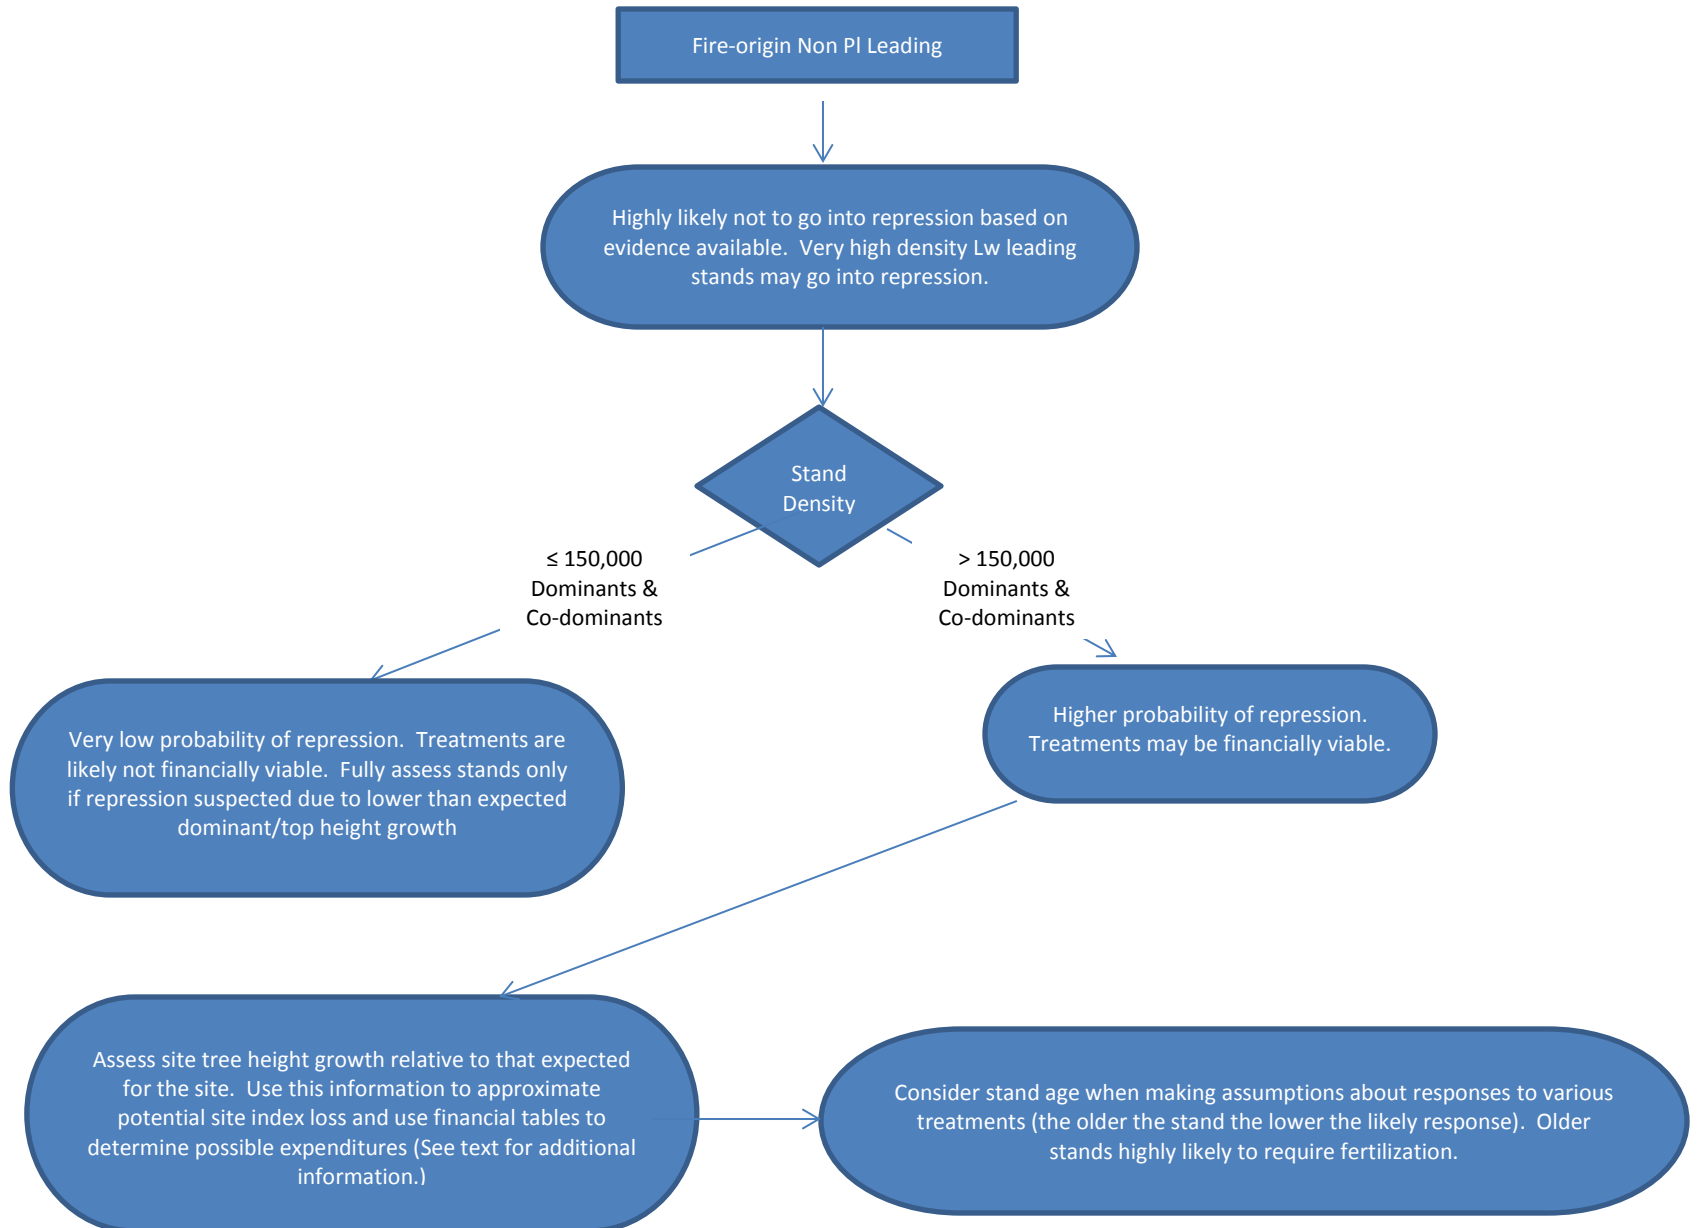 Fire-origin Non Pl Leading
Highly likely not to go into repression based on
evidence available.  Very high density Lw leading
stands may go into repression.
Stand
Density
≤ 150,000
Dominants &
Co-dominants
> 150,000
Dominants &
Co-dominants
Very low probability of repression.  Treatments are
likely not financially viable.  Fully assess stands only
if repression suspected due to lower than expected
dominant/top height growth
Higher probability of repression.
Treatments may be financially viable.
Assess site tree height growth relative to that expected
for the site.  Use this information to approximate
potential site index loss and use financial tables to
determine possible expenditures (See text for additional
information.)
Consider stand age when making assumptions about responses to various
treatments (the older the stand the lower the likely response).  Older
stands highly likely to require fertilization.